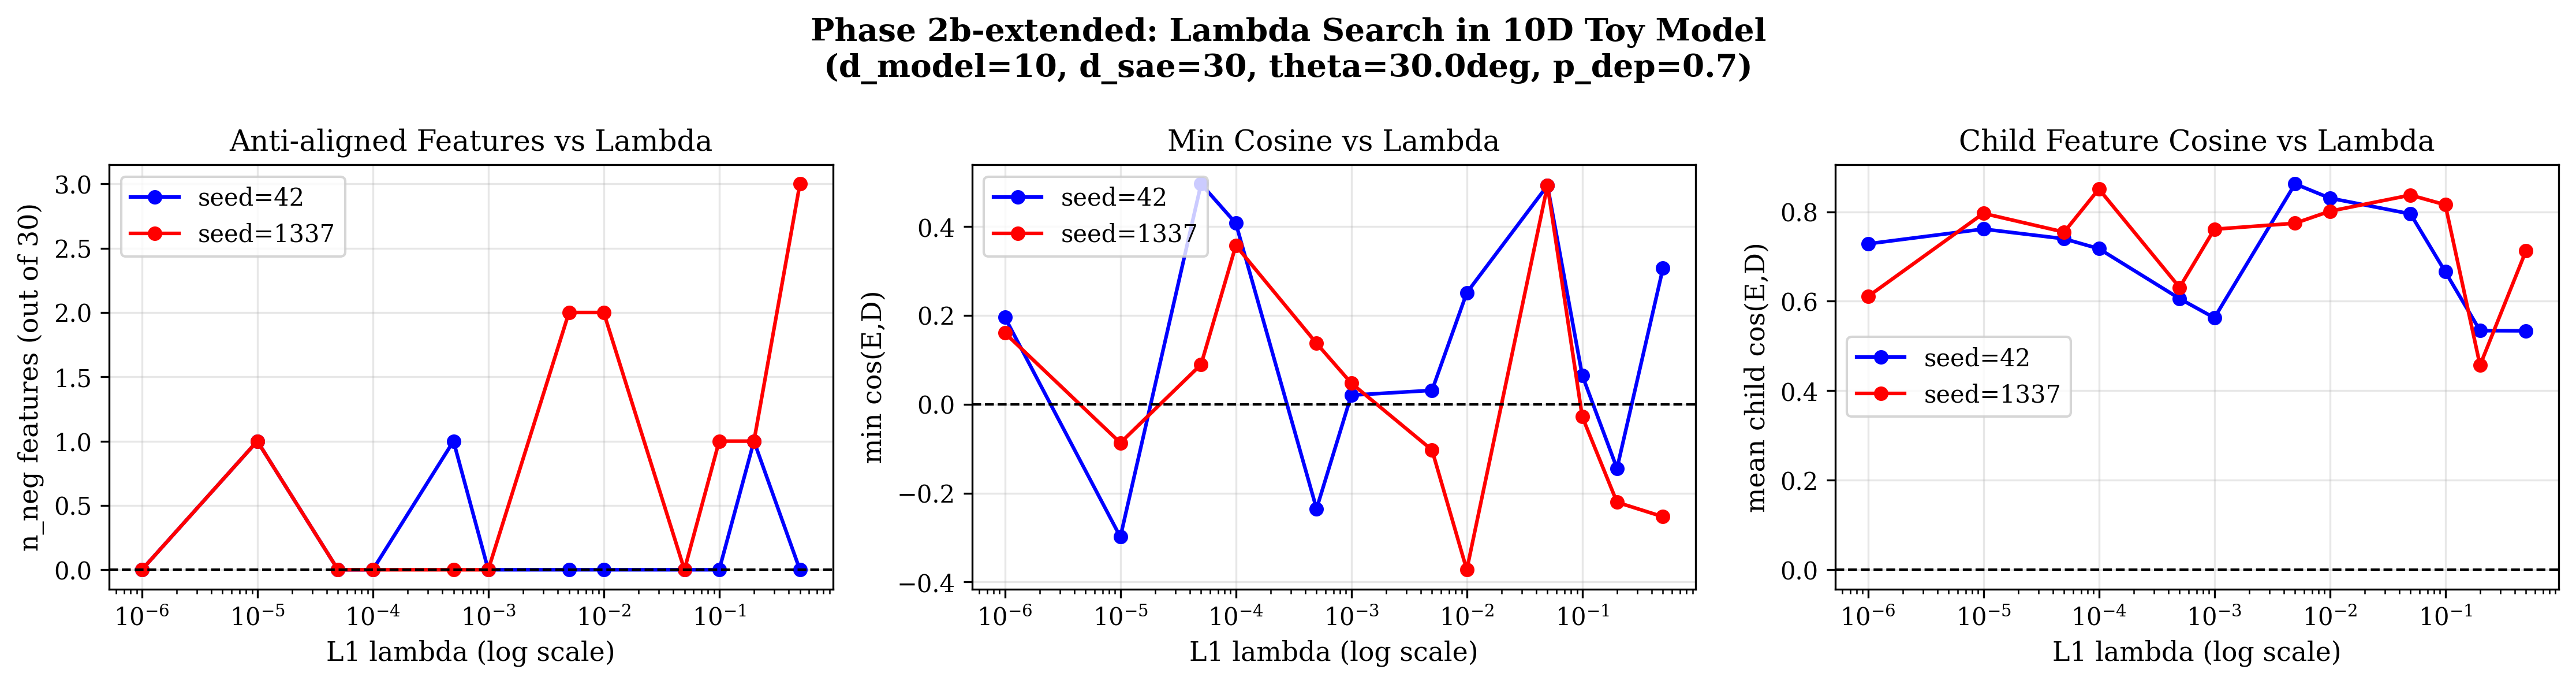 Phase 2b-extended: Lambda Search in 10D Toy Model
(d_model=10, d_sae=30, theta=30.0deg, p_dep=0.7)
Anti-aligned Features vs Lambda
n_neg features (out of 30)
3.0
2.5
2.0
1.5
1.0
0.5
0.0
seed=42
seed=1337
10⁻⁶
10⁻⁵
10⁻⁴
10⁻³
10⁻²
10⁻¹
L1 lambda (log scale)
Min Cosine vs Lambda
min cos(E,D)
0.4
0.2
0.0
−0.2
−0.4
seed=42
seed=1337
10⁻⁶
10⁻⁵
10⁻⁴
10⁻³
10⁻²
10⁻¹
L1 lambda (log scale)
Child Feature Cosine vs Lambda
mean child cos(E,D)
0.8
0.6
0.4
0.2
0.0
seed=42
seed=1337
10⁻⁶
10⁻⁵
10⁻⁴
10⁻³
10⁻²
10⁻¹
L1 lambda (log scale)